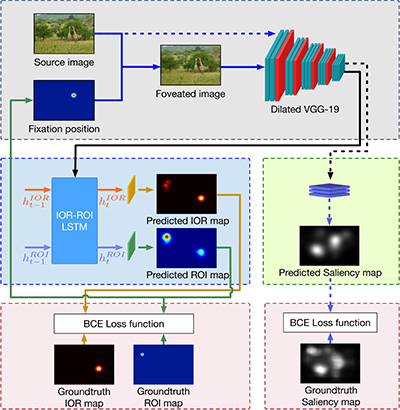 Source image
Foveated image
Dilated VGG-19
Fixation position
h_{t-1}^{IOR}
h_t^{IOR}
IOR-ROI
LSTM
Predicted IOR map
h_{t-1}^{ROI}
h_t^{ROI}
Predicted ROI map
Predicted Saliency map
BCE Loss function
BCE Loss function
Groundtruth
IOR map
Groundtruth
ROI map
Groundtruth
Saliency map